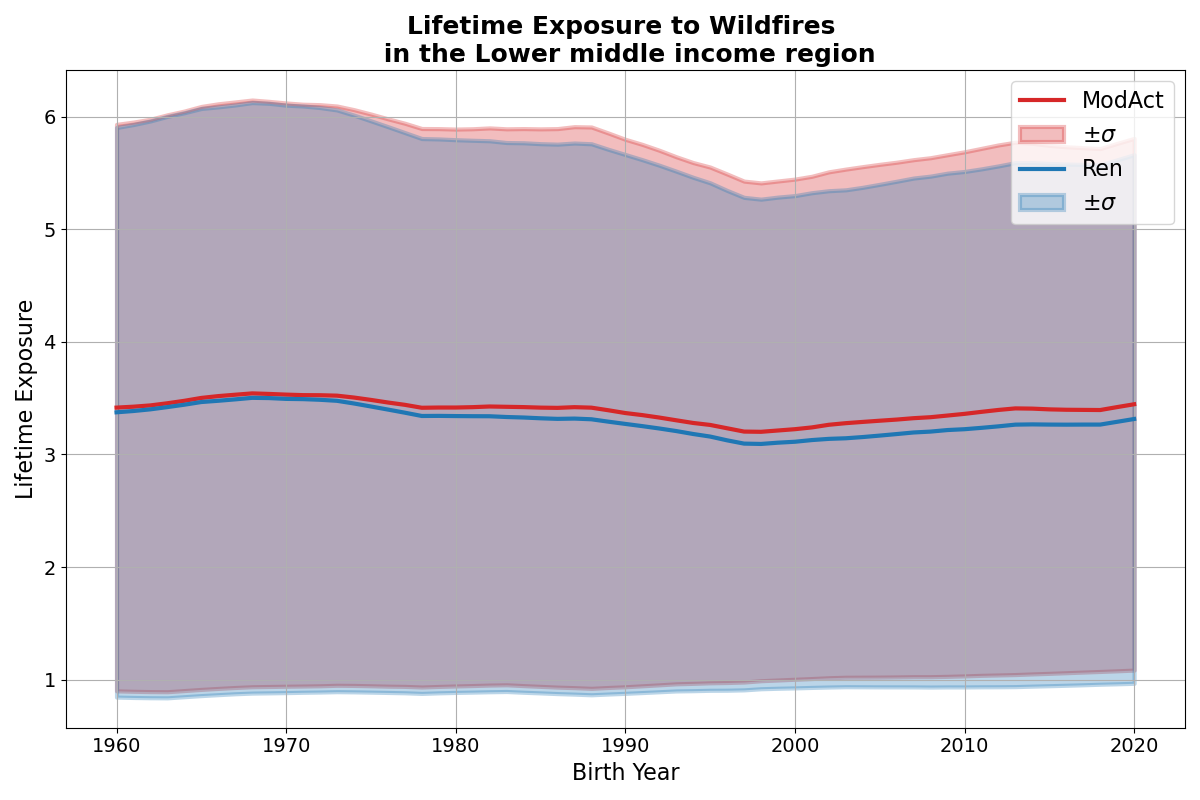 Lifetime Exposure to Wildfires
in the Lower middle income region
ModAct
±σ
Ren
±σ
Lifetime Exposure
6
5
4
3
2
1
1960 1970 1980 1990 2000 2010 2020
Birth Year